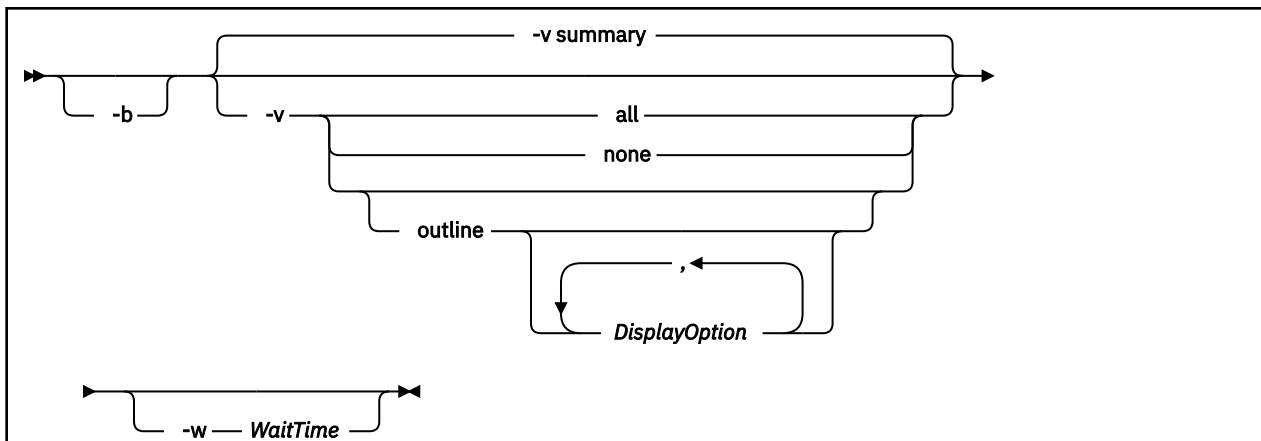 -v summary
-b
-v all
none
outline
,
DisplayOption
-w WaitTime